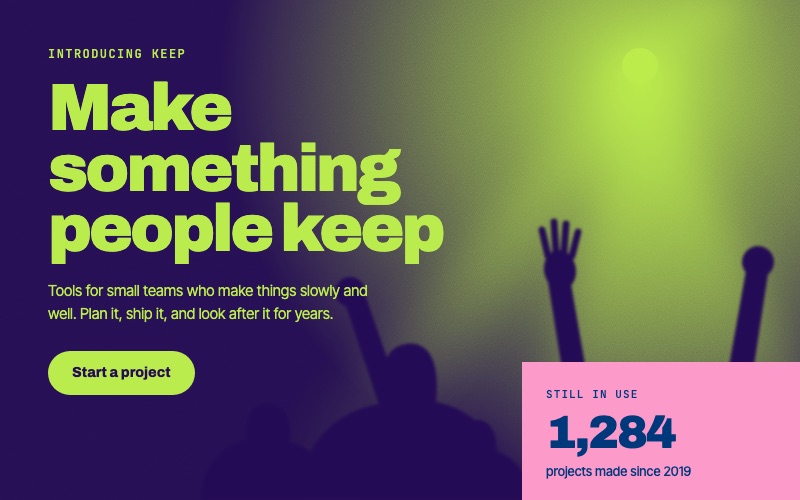 INTRODUCING KEEP
Make
something
people keep
Tools for small teams who make things slowly and
well. Plan it, ship it, and look after it for years.
Start a project
STILL IN USE
1,284
projects made since 2019